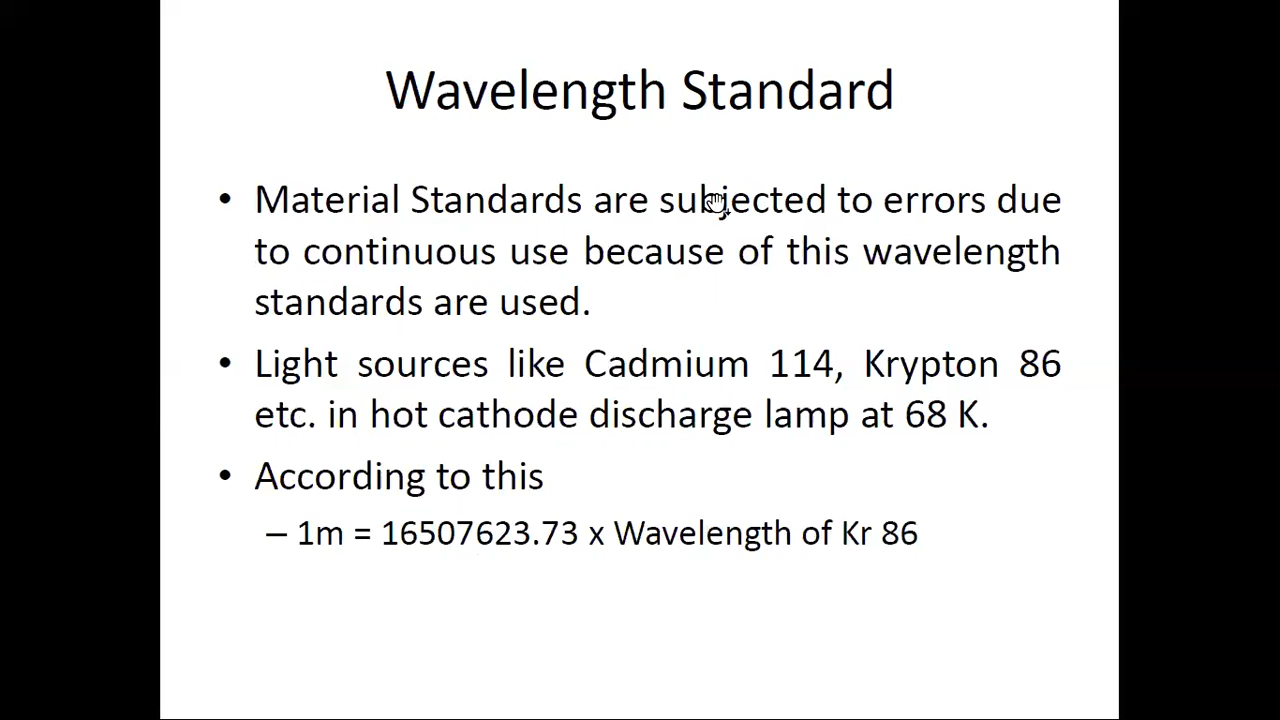 Wavelength Standard
• Material Standards are subjected to errors due
to continuous use because of this wavelength
standards are used.
• Light sources like Cadmium 114, Krypton 86
etc. in hot cathode discharge lamp at 68 K.
• According to this
– 1m = 16507623.73 x Wavelength of Kr 86